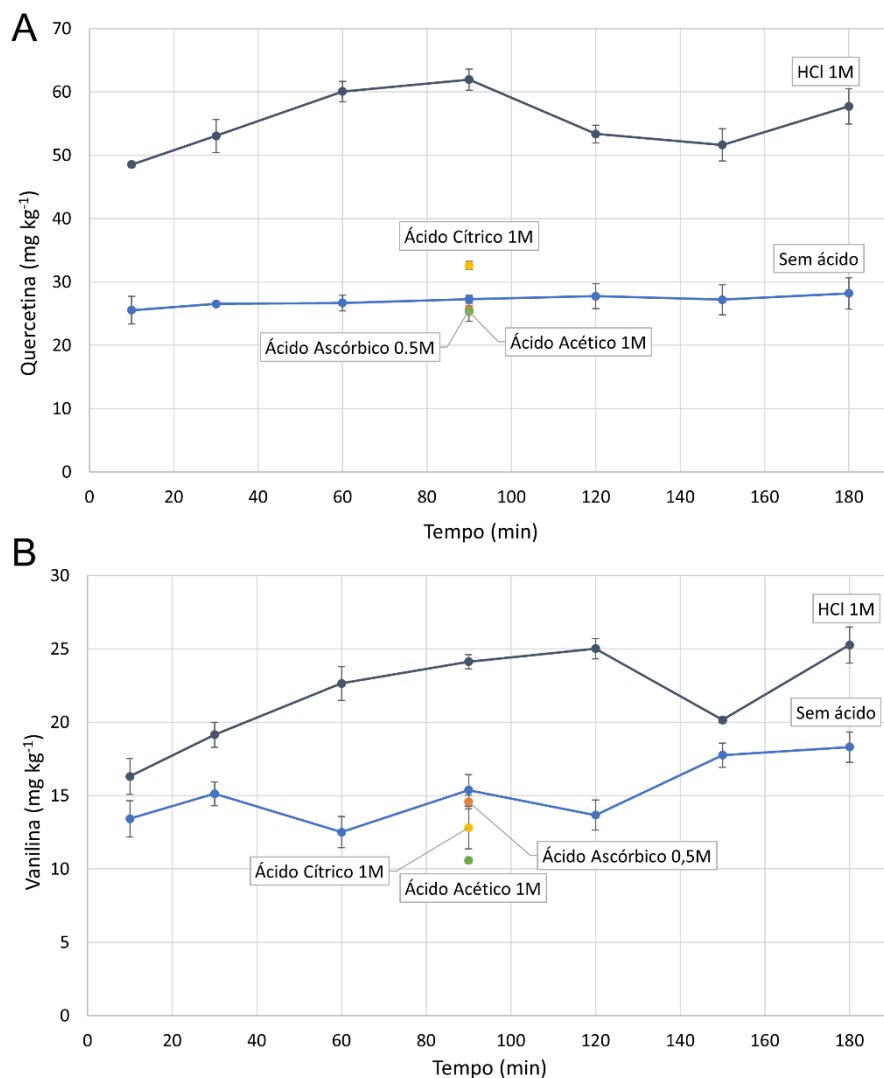 A
70
60
50
40
30
20
10
0
Quercetina (mg kg⁻¹)
HCl 1M
Ácido Cítrico 1M
Sem ácido
Ácido Ascórbico 0.5M
Ácido Acético 1M
0 20 40 60 80 100 120 140 160 180
Tempo (min)
B
30
25
20
15
10
5
0
Vanilina (mg kg⁻¹)
HCl 1M
Sem ácido
Ácido Cítrico 1M
Ácido Ascórbico 0,5M
Ácido Acético 1M
0 20 40 60 80 100 120 140 160 180
Tempo (min)